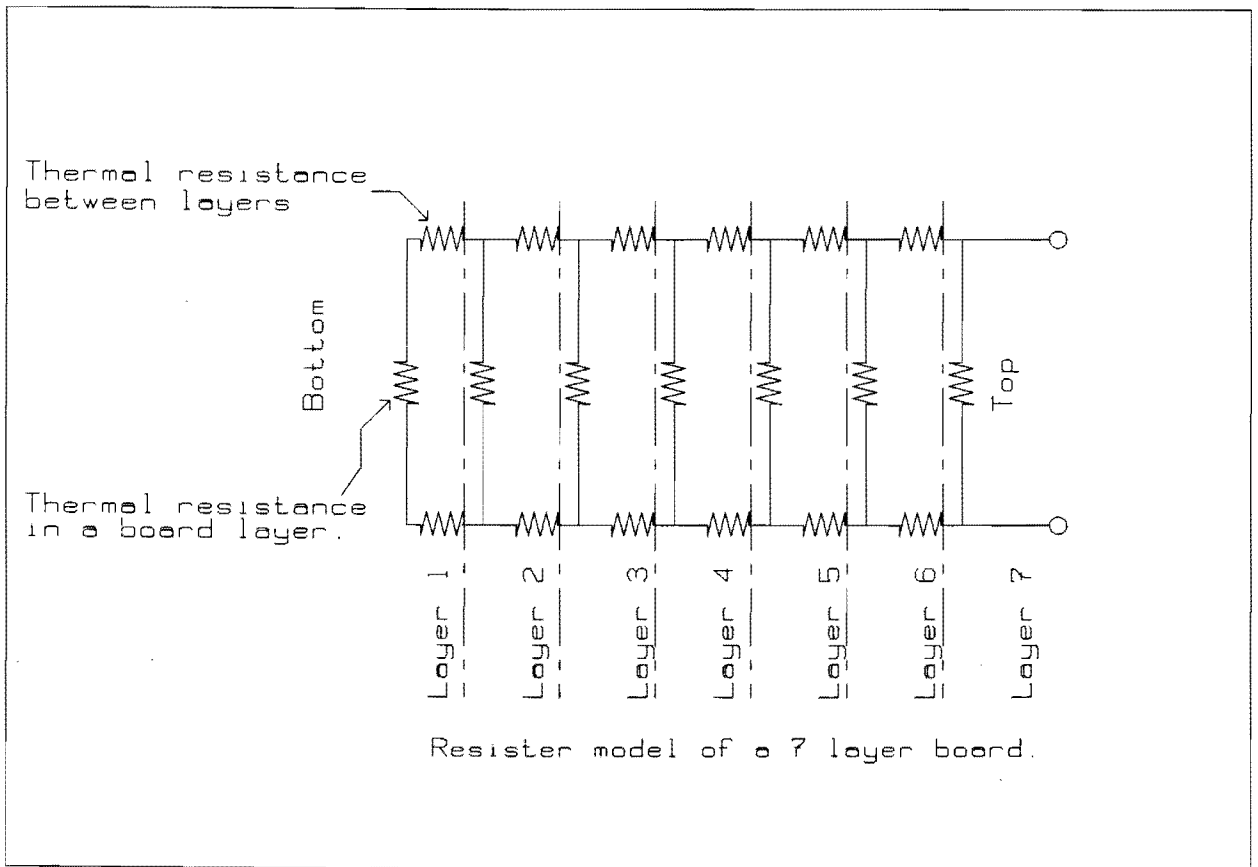 Thermal resistance
between layers
Bottom
Top
Thermal resistance
in a board layer.
Layer 1
Layer 2
Layer 3
Layer 4
Layer 5
Layer 6
Layer 7
Resister model of a 7 layer board.